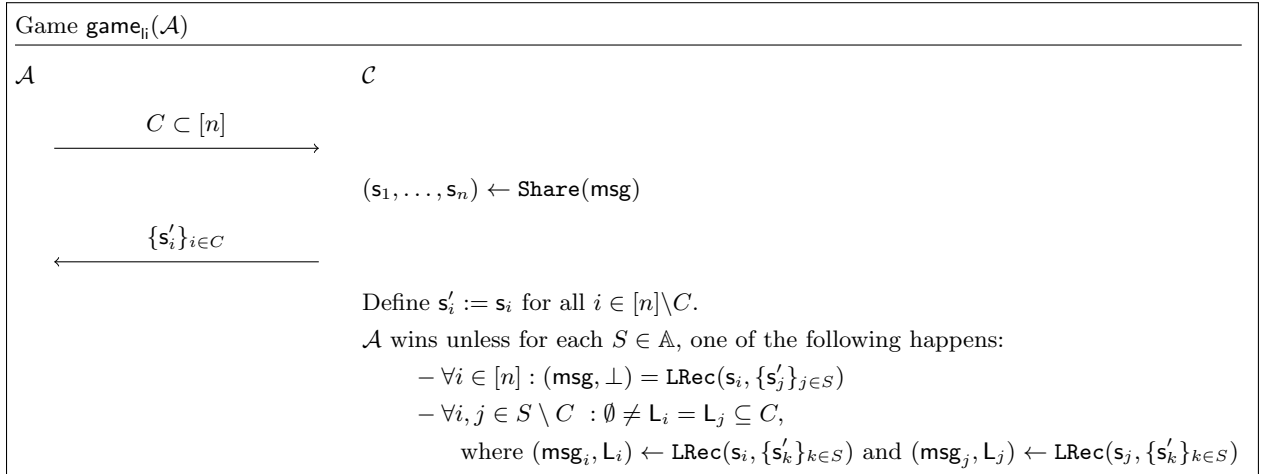 Game game_li(𝒜)
𝒜 𝒞
C ⊂ [n]
(s_1, . . . , s_n) ← Share(msg)
{s'_i}_{i∈C}
Define s'_i := s_i for all i ∈ [n]\C.
𝒜 wins unless for each S ∈ 𝔸, one of the following happens:
− ∀i ∈ [n] : (msg, ⊥) = LRec(s_i, {s'_j}_{j∈S})
− ∀i, j ∈ S \ C : ∅ ≠ L_i = L_j ⊆ C,
where (msg_i, L_i) ← LRec(s_i, {s'_k}_{k∈S}) and (msg_j, L_j) ← LRec(s_j, {s'_k}_{k∈S})